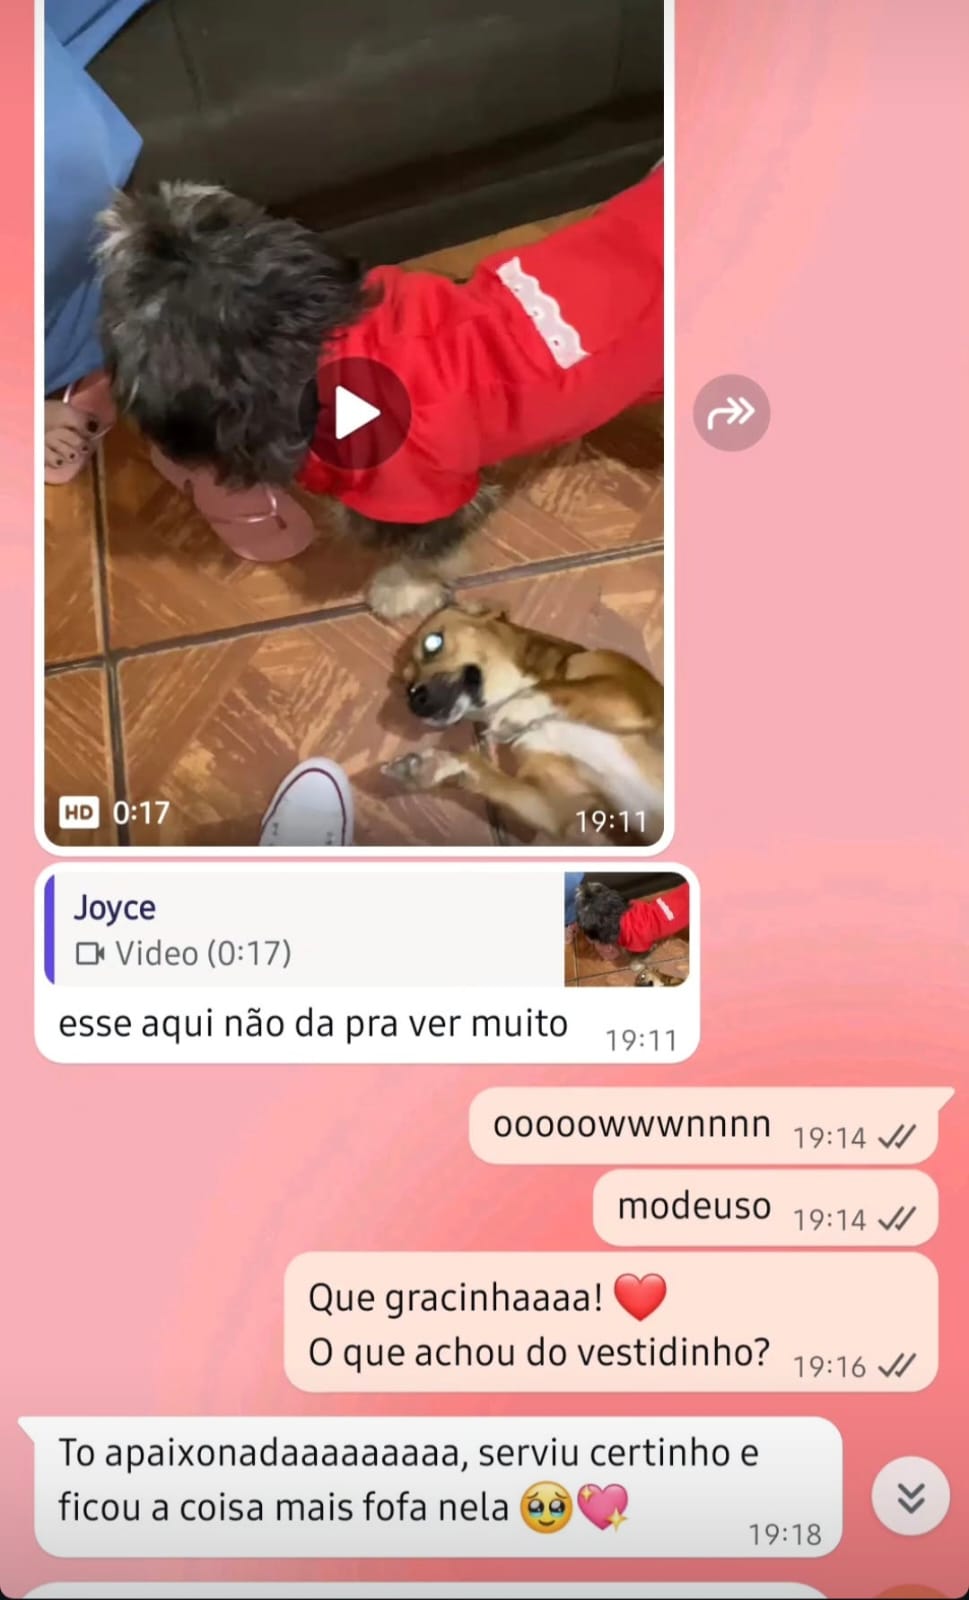 HD 0:17
19:11
Joyce
Video (0:17)
esse aqui não da pra ver muito 19:11
ooooowwwnnnn 19:14
modeuso 19:14
Que gracinhaaaa! ❤️
O que achou do vestidinho? 19:16
To apaixonadaaaaaaaaa, serviu certinho e
ficou a coisa mais fofa nela 🥹💖
19:18